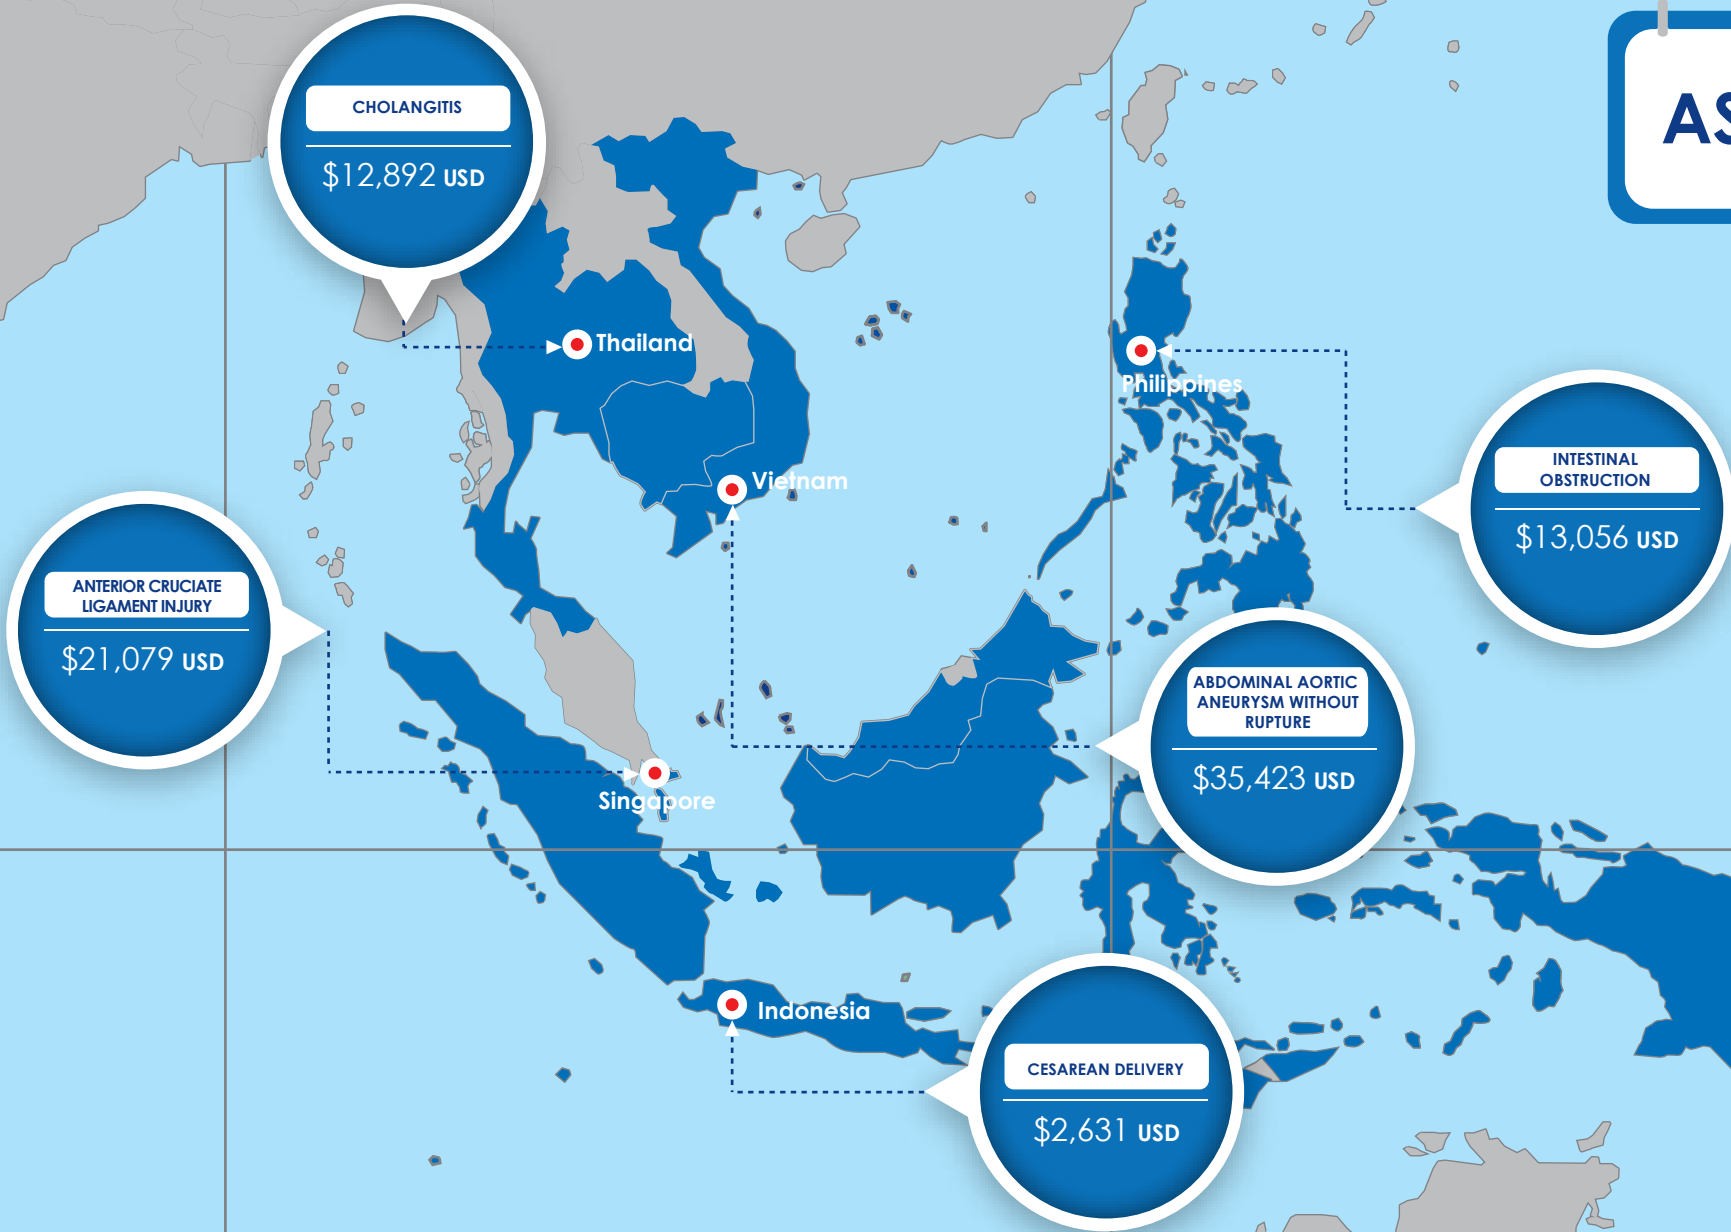 CHOLANGITIS
$12,892 USD
AS
Thailand
Philippines
Vietnam
INTESTINAL
OBSTRUCTION
$13,056 USD
ANTERIOR CRUCIATE
LIGAMENT INJURY
$21,079 USD
ABDOMINAL AORTIC
ANEURYSM WITHOUT
RUPTURE
$35,423 USD
Singapore
Indonesia
CESAREAN DELIVERY
$2,631 USD